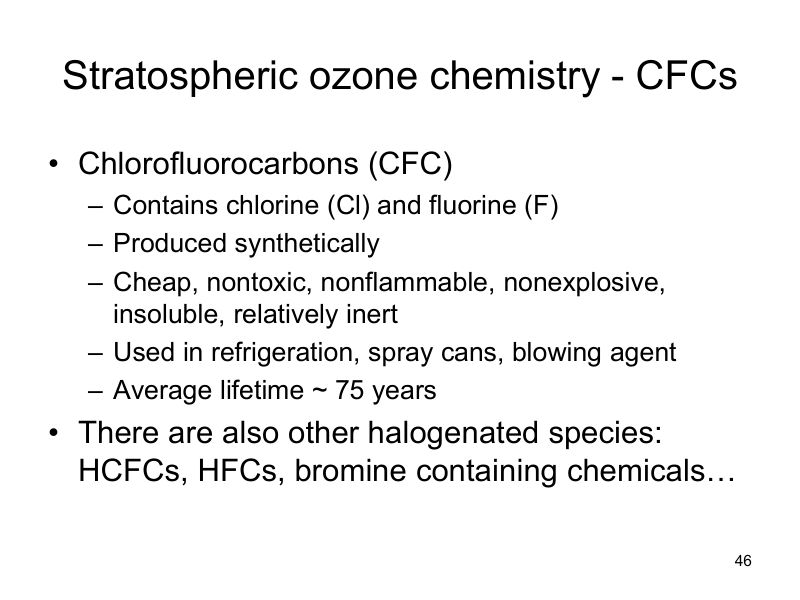 Stratospheric ozone chemistry - CFCs
• Chlorofluorocarbons (CFC)
– Contains chlorine (Cl) and fluorine (F)
– Produced synthetically
– Cheap, nontoxic, nonflammable, nonexplosive,
insoluble, relatively inert
– Used in refrigeration, spray cans, blowing agent
– Average lifetime ~ 75 years
• There are also other halogenated species:
HCFCs, HFCs, bromine containing chemicals…
46